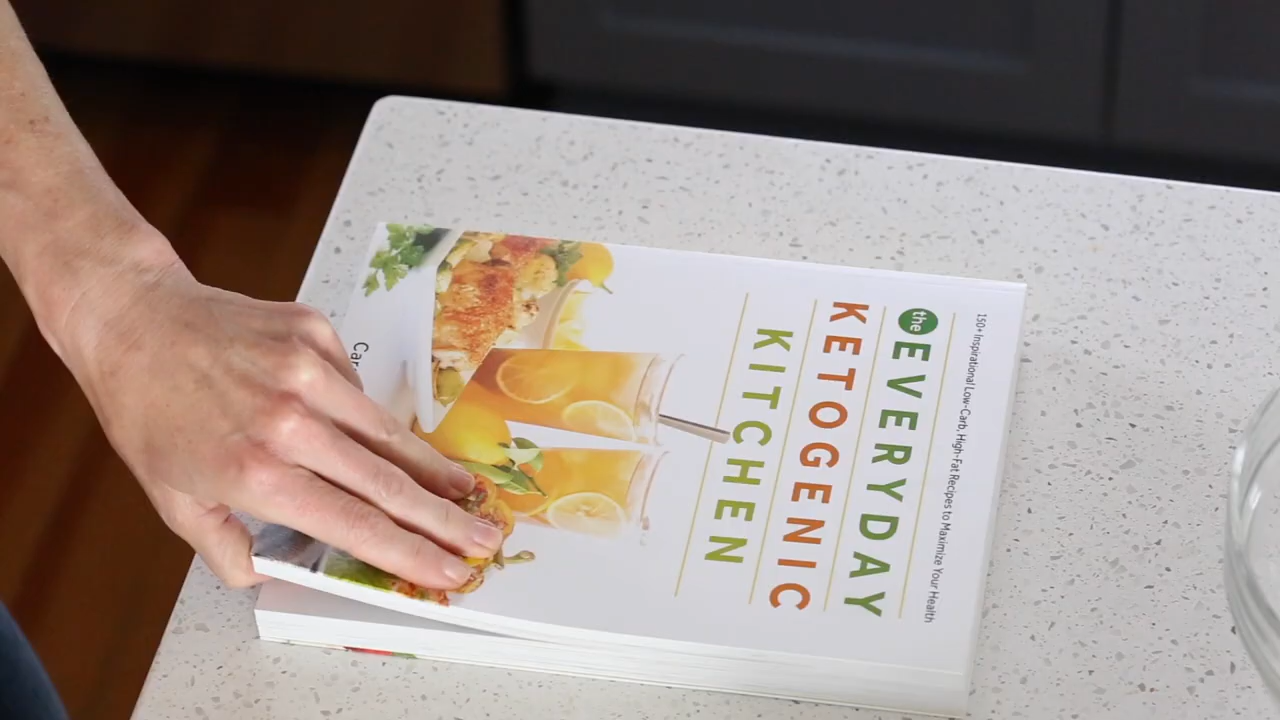 150+ Inspirational Low-Carb, High-Fat Recipes to Maximize Your Health
the EVERYDAY
KETOGENIC
KITCHEN